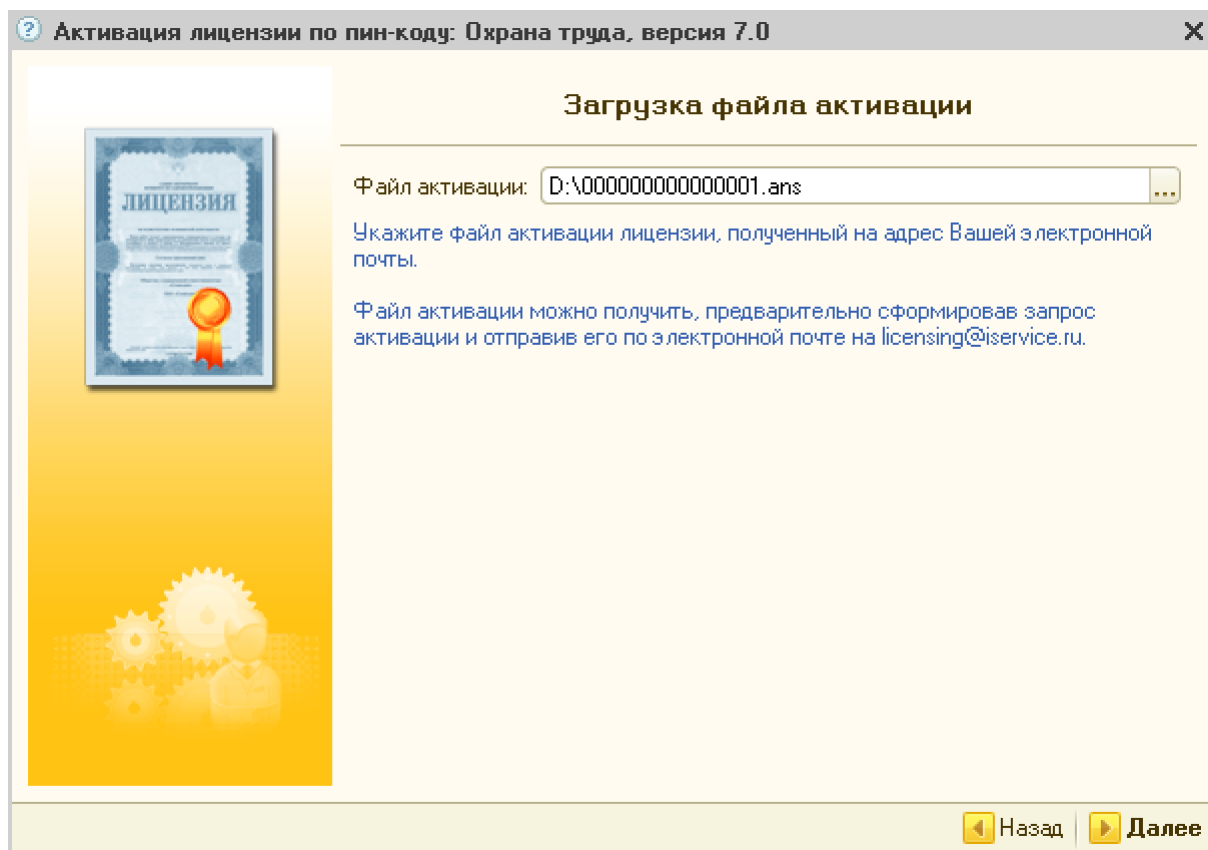 Активация лицензии по пин-коду: Охрана труда, версия 7.0
Загрузка файла активации
ЛИЦЕНЗИЯ
Файл активации: D:\000000000000001.ans ...
Укажите файл активации лицензии, полученный на адрес Вашей электронной
почты.
Файл активации можно получить, предварительно сформировав запрос
активации и отправив его по электронной почте на licensing@iservice.ru.
Назад Далее